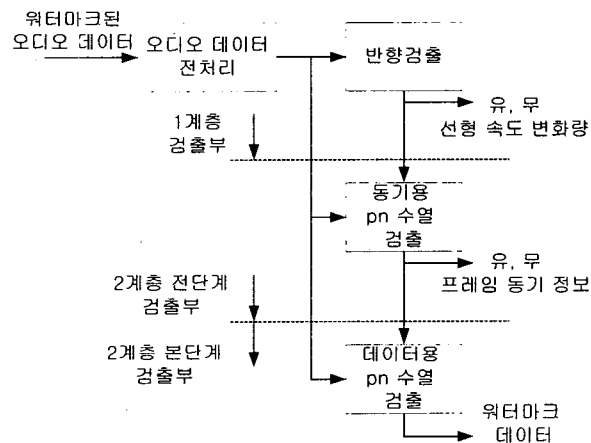 워터마크된
오디오 데이터
오디오 데이터
전처리
반향검출
유, 무
선형 속도 변화량
1계층
검출부
동기용
pn 수열
검출
유, 무
프레임 동기 정보
2계층 전단계
검출부
2계층 본단계
검출부
데이터용
pn 수열
검출
워터마크
데이터